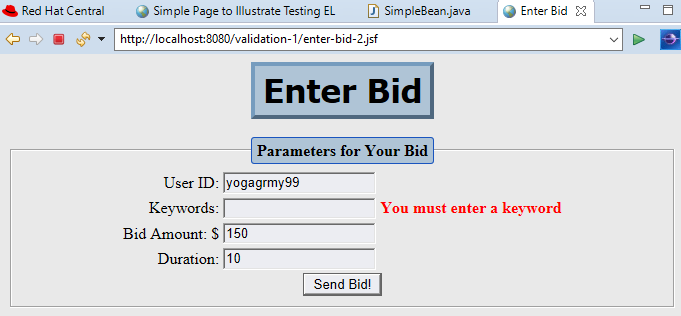 Red Hat Central Simple Page to Illustrate Testing EL SimpleBean.java Enter Bid
http://localhost:8080/validation-1/enter-bid-2.jsf
Enter Bid
Parameters for Your Bid
User ID: yogagrmy99
Keywords: You must enter a keyword
Bid Amount: $ 150
Duration: 10
Send Bid!